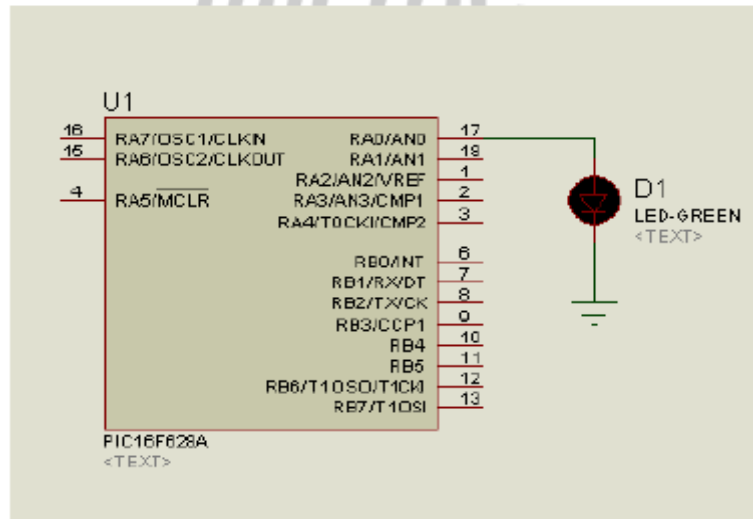 U1
16 RA7/OSC1/CLKIN RA0/AN0 17
15 RA6/OSC2/CLKOUT RA1/AN1 18
RA2/AN2/VREF 1
4 RA5/MCLR RA3/AN3/CMP1 2
RA4/T0CKI/CMP2 3
RB0/INT 6
RB1/RX/DT 7
RB2/TX/CK 8
RB3/CCP1 9
RB4 10
RB5 11
RB6/T1OSO/T1CKI 12
RB7/T1OSI 13
PIC16F628A
<TEXT>
D1
LED-GREEN
<TEXT>